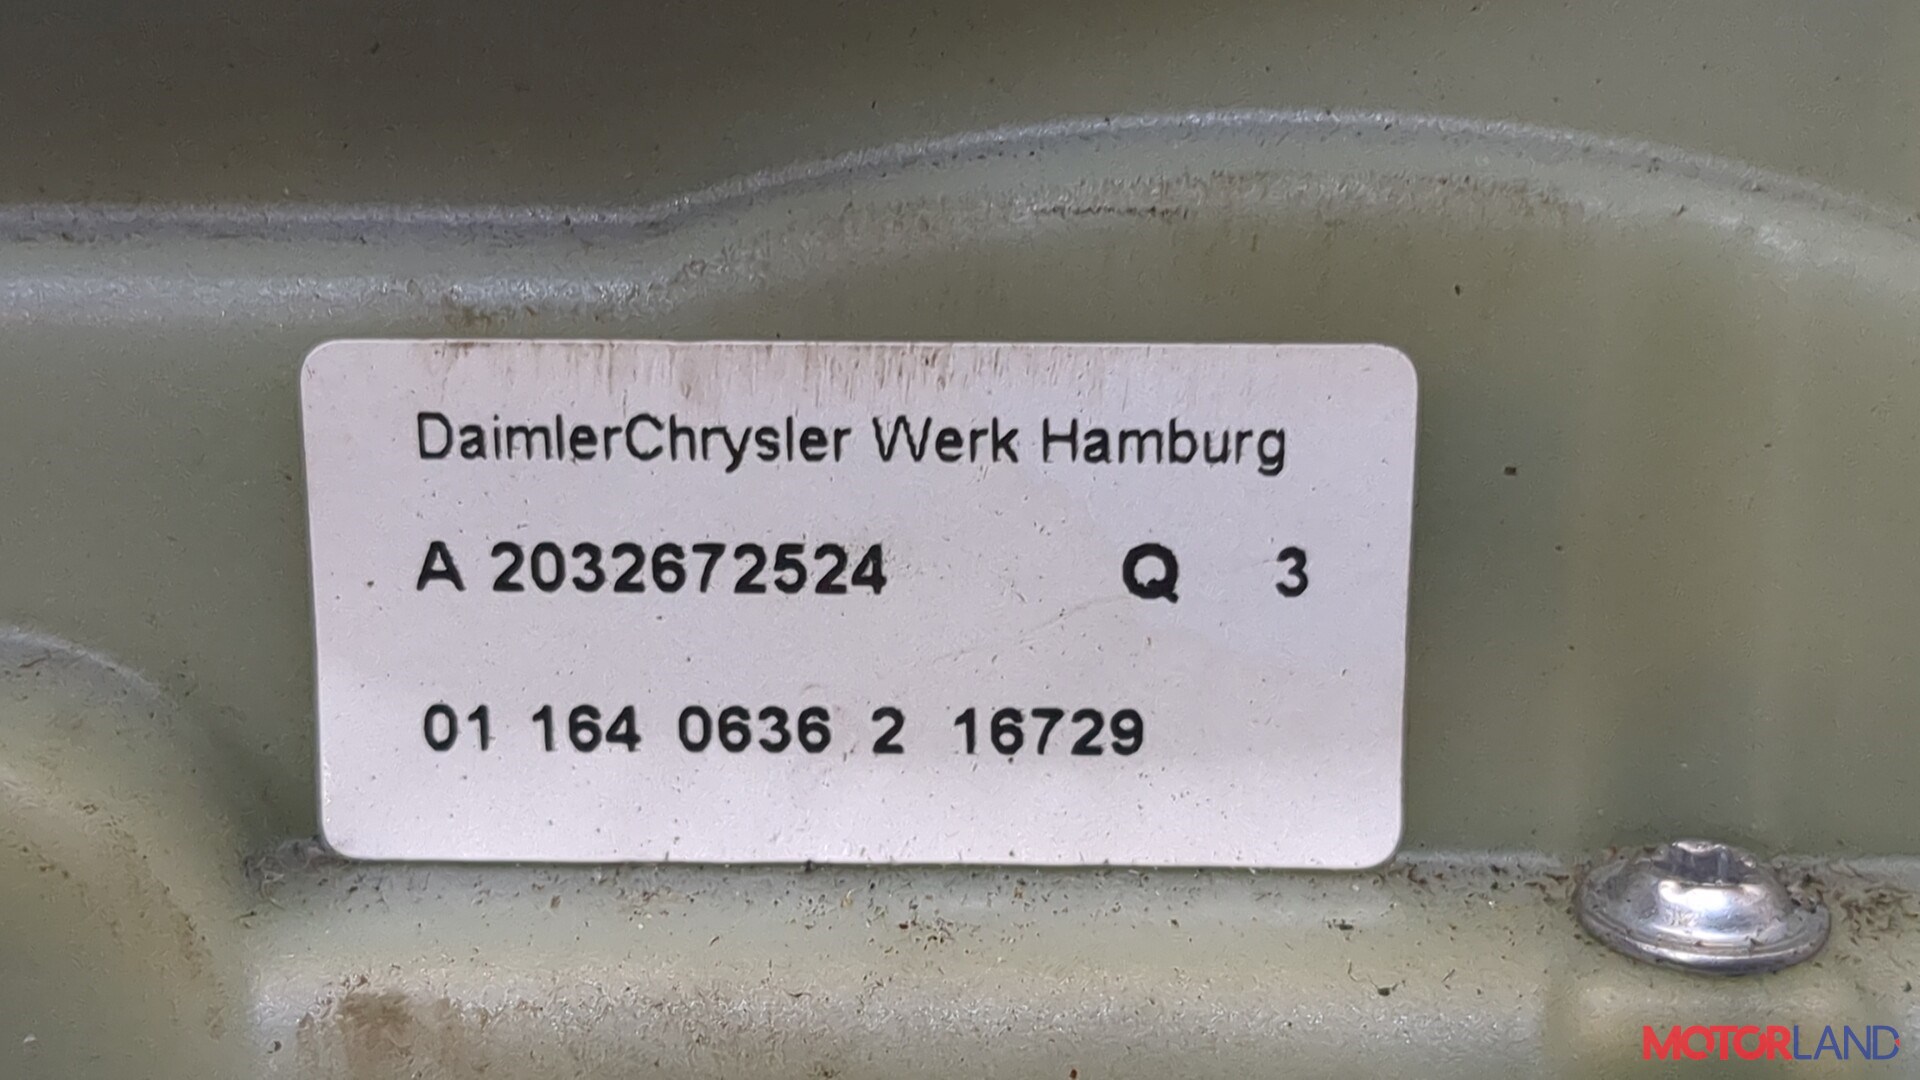 DaimlerChrysler Werk Hamburg
A 2032672524 Q 3
01 164 0636 2 16729
MOTORLAND